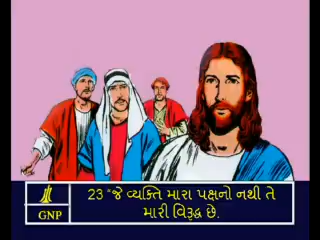 23 "જે વ્યક્તિ મારા પક્ષનો નથી તે
મારી વિરૂદ્ધ છે.
GNP